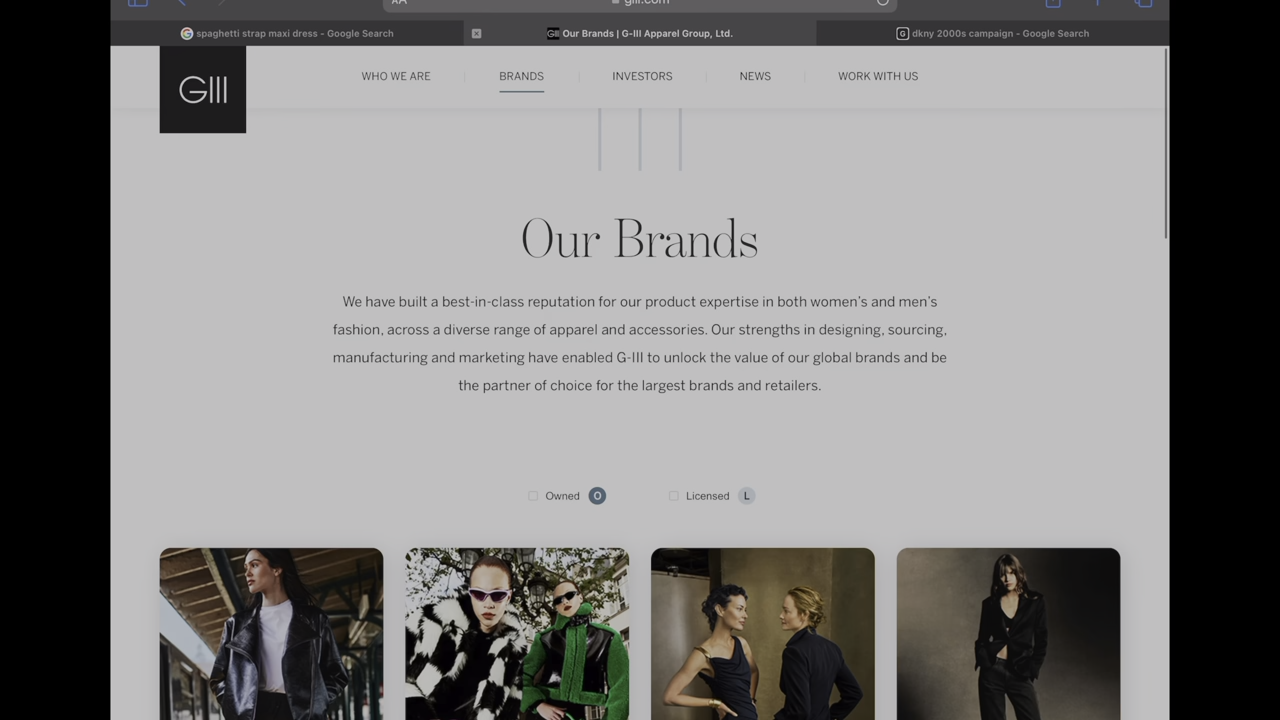 AA
giii.com
spaghetti strap maxi dress - Google Search
GIII
Our Brands | G-III Apparel Group, Ltd.
G
dkny 2000s campaign - Google Search
GIII
WHO WE ARE
BRANDS
INVESTORS
NEWS
WORK WITH US
Our Brands
We have built a best-in-class reputation for our product expertise in both women's and men's
fashion, across a diverse range of apparel and accessories. Our strengths in designing, sourcing,
manufacturing and marketing have enabled G-III to unlock the value of our global brands and be
the partner of choice for the largest brands and retailers.
Owned O
Licensed L